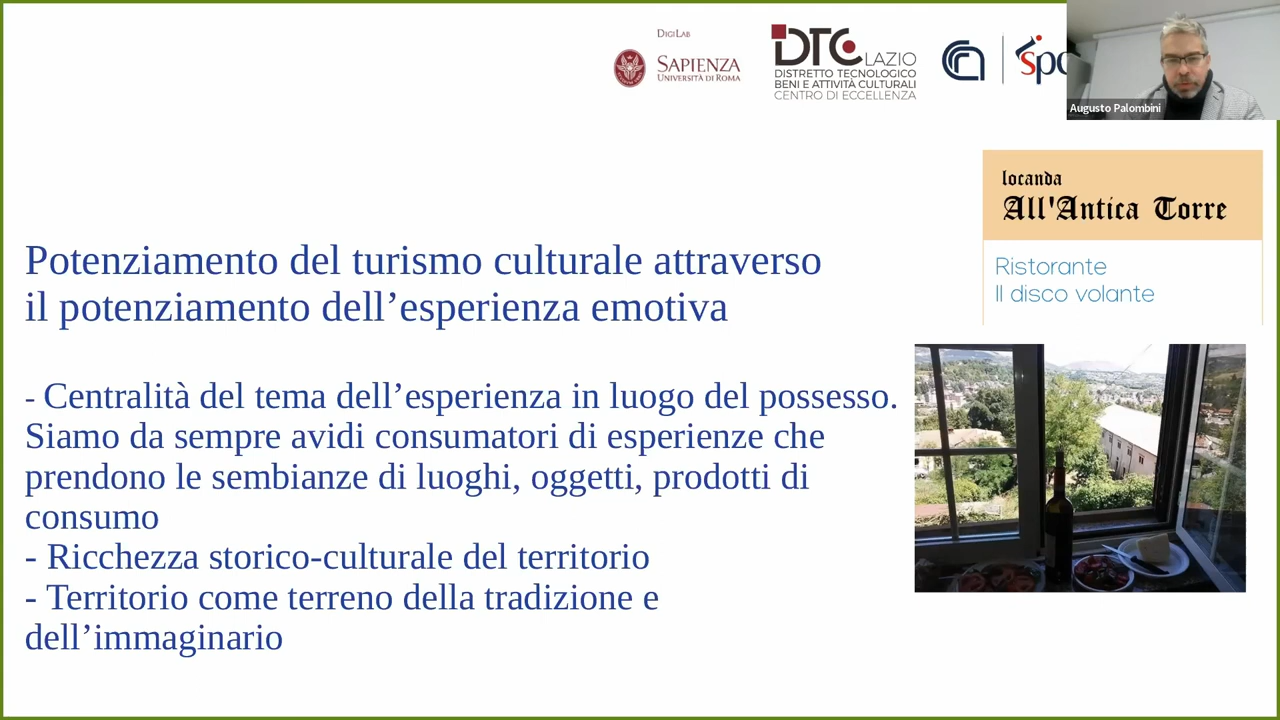 DIGILAB
SAPIENZA
UNIVERSITÀ DI ROMA
DTC LAZIO
DISTRETTO TECNOLOGICO
BENI E ATTIVITÀ CULTURALI
CENTRO DI ECCELLENZA
Augusto Palombini
locanda
All'Antica Torre
Ristorante
Il disco volante
Potenziamento del turismo culturale attraverso
il potenziamento dell’esperienza emotiva
- Centralità del tema dell’esperienza in luogo del possesso.
Siamo da sempre avidi consumatori di esperienze che
prendono le sembianze di luoghi, oggetti, prodotti di
consumo
- Ricchezza storico-culturale del territorio
- Territorio come terreno della tradizione e
dell’immaginario